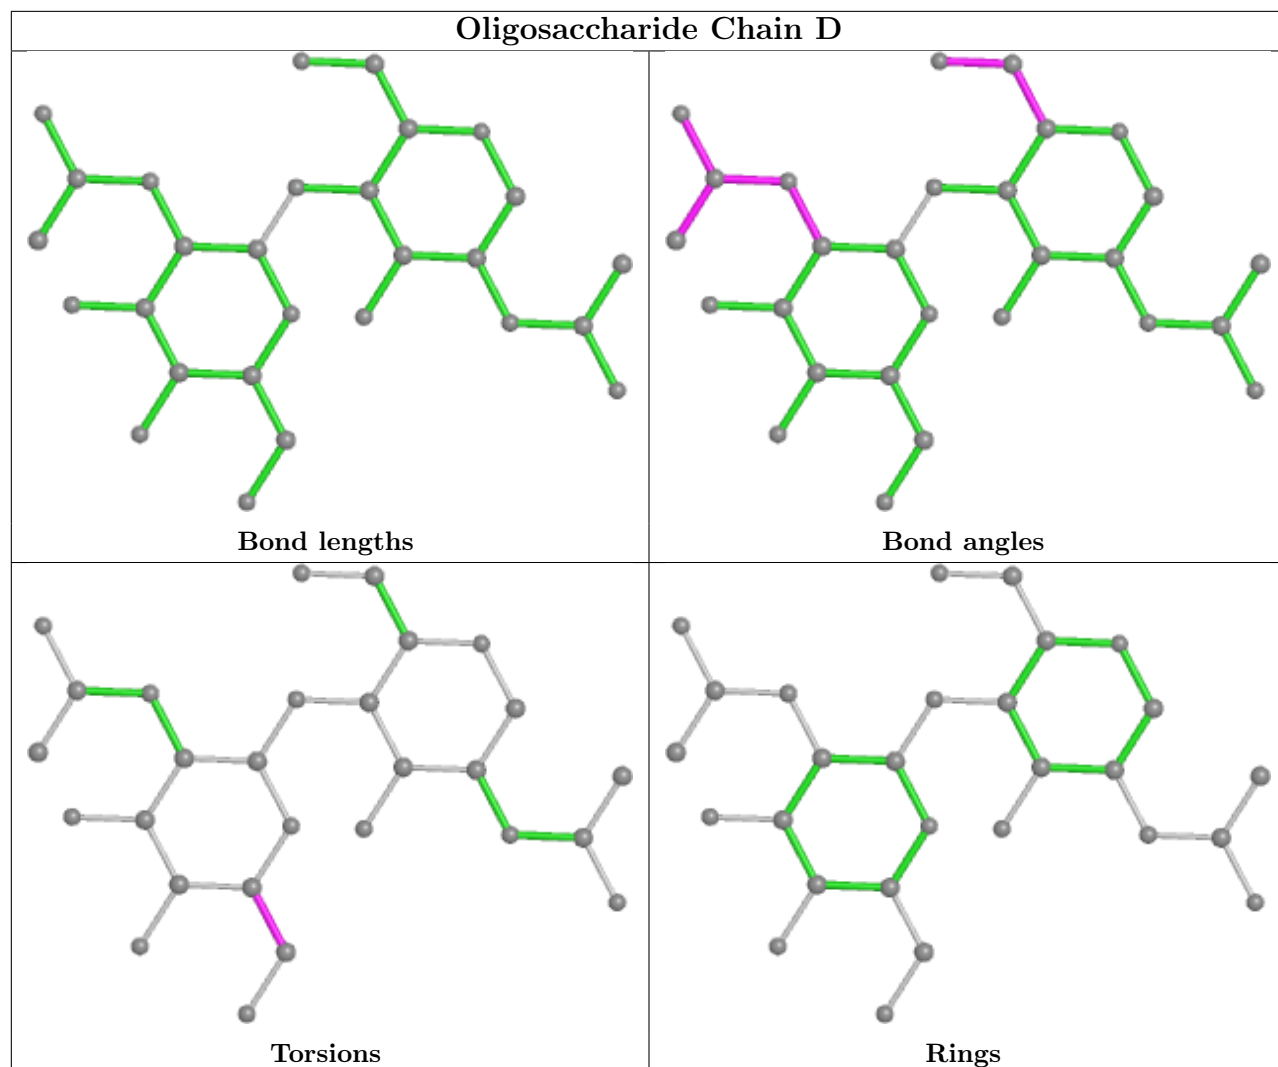 Oligosaccharide Chain D
Bond lengths
Bond angles
Torsions
Rings